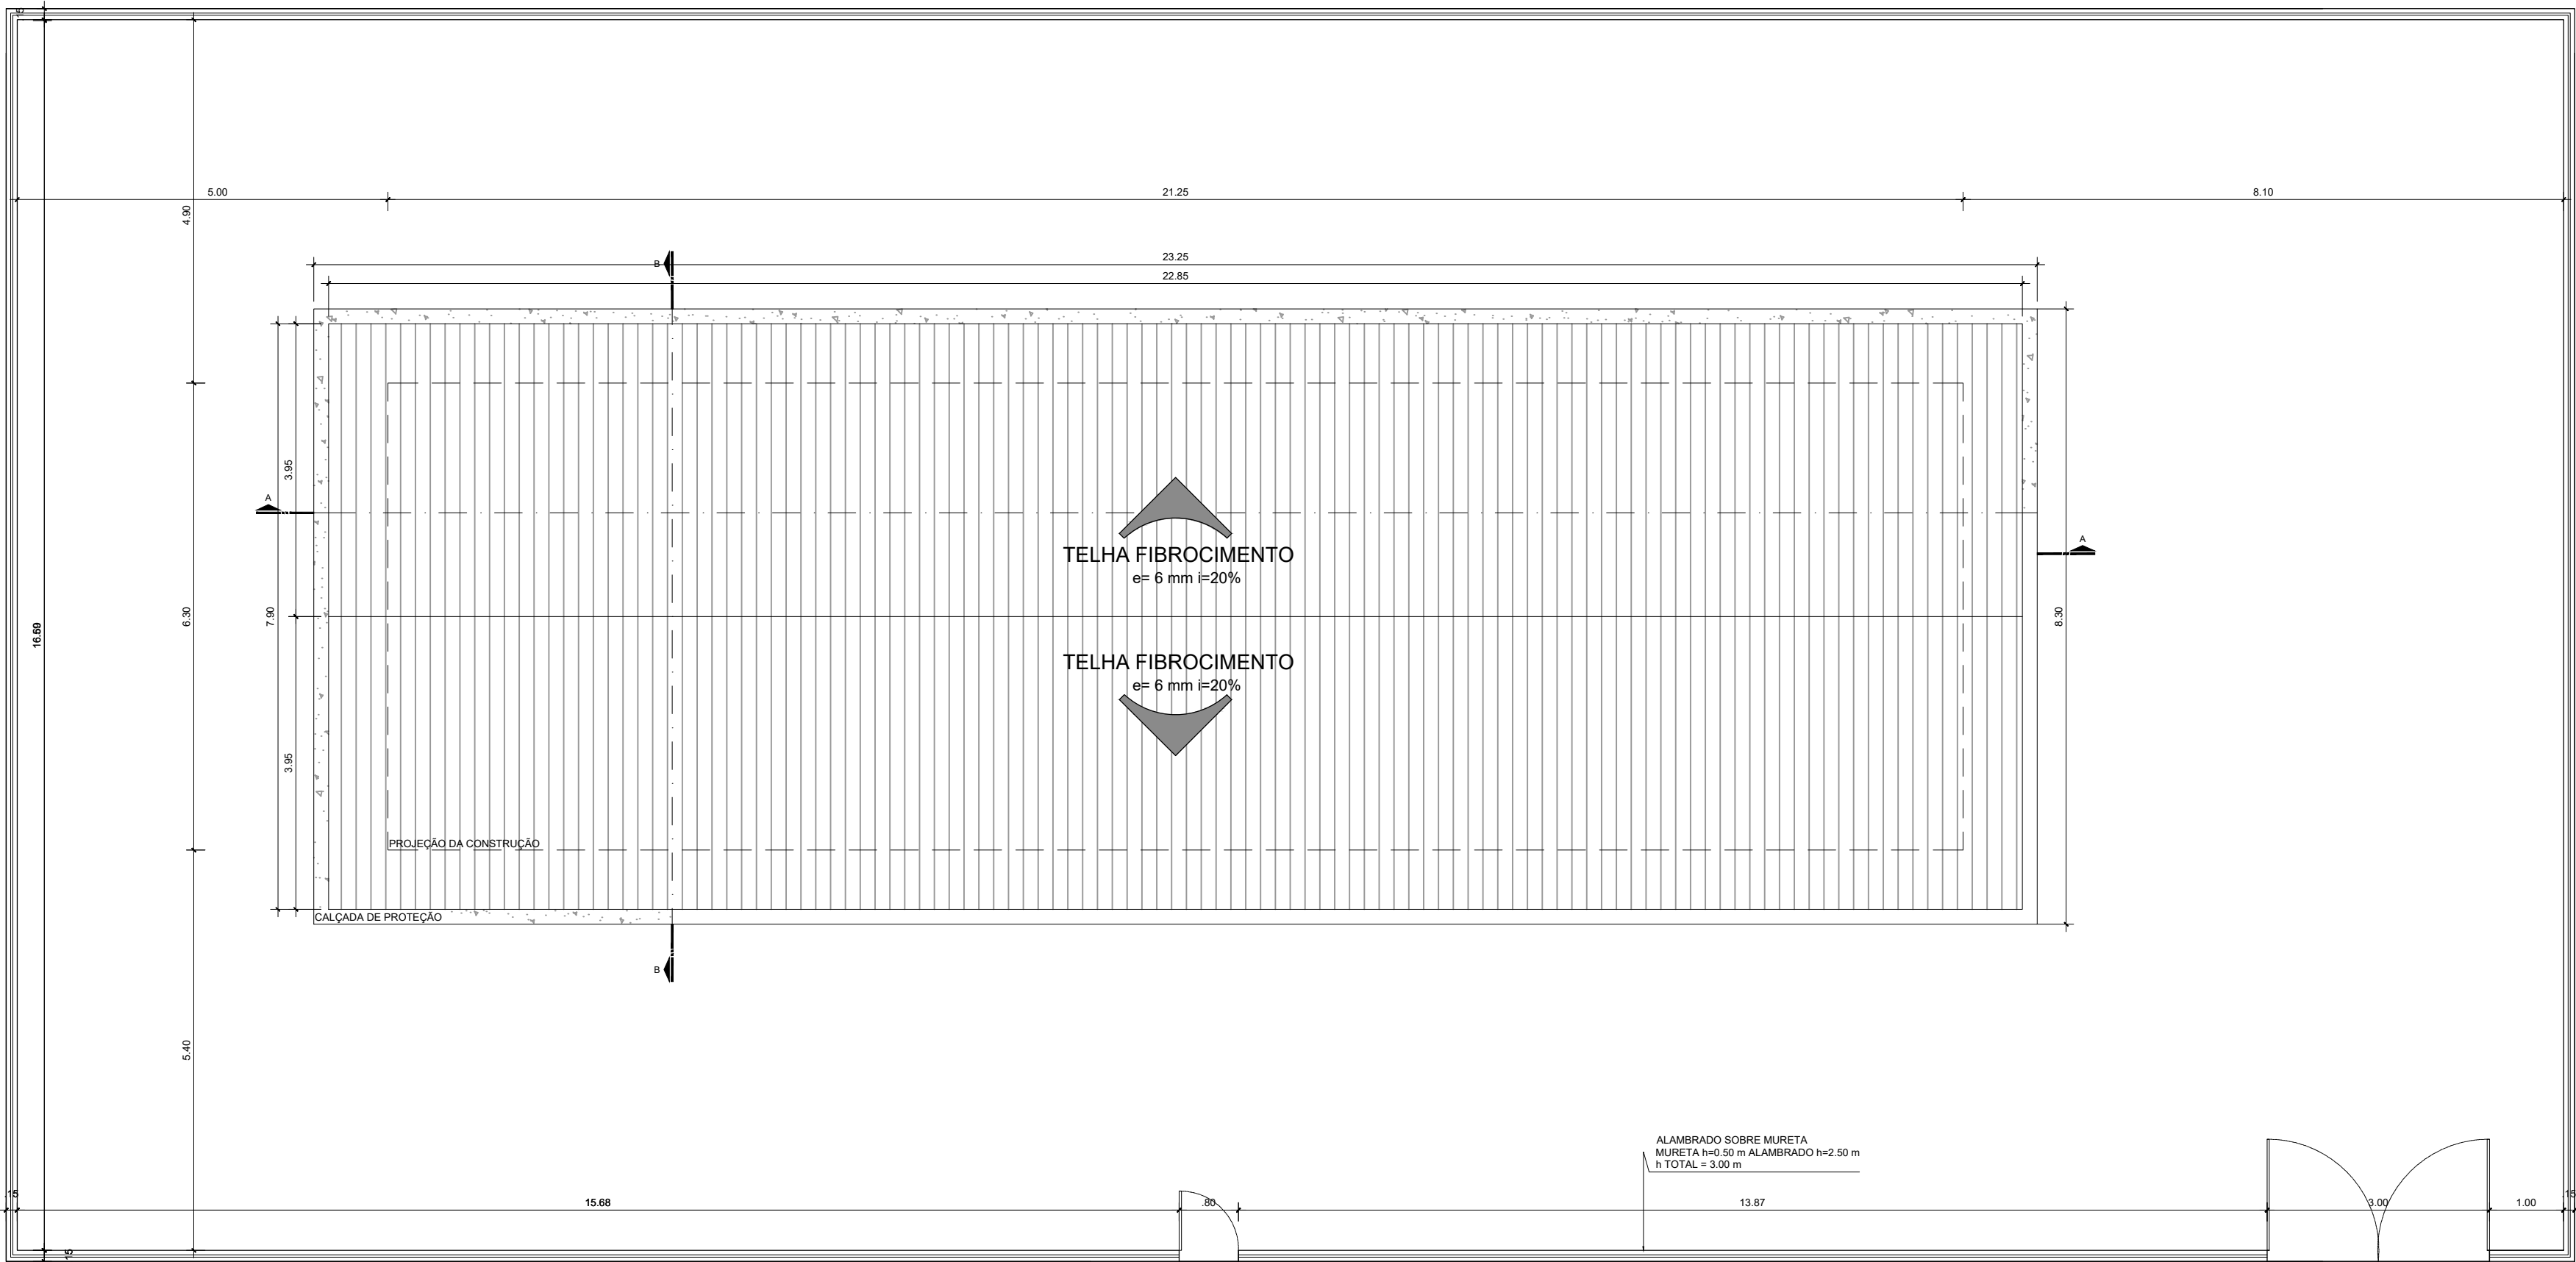 .15
5.00
21.25
8.10
4.90
B
23.25
22.85
3.95
A
A
TELHA FIBROCIMENTO
e= 6 mm i=20%
16.69
6.30
7.90
8.30
TELHA FIBROCIMENTO
e= 6 mm i=20%
3.95
PROJEÇÃO DA CONSTRUÇÃO
CALÇADA DE PROTEÇÃO
B
5.40
ALAMBRADO SOBRE MURETA
MURETA h=0.50 m ALAMBRADO h=2.50 m
h TOTAL = 3.00 m
.15
15.68
.80
13.87
3.00
1.00
.15
.15